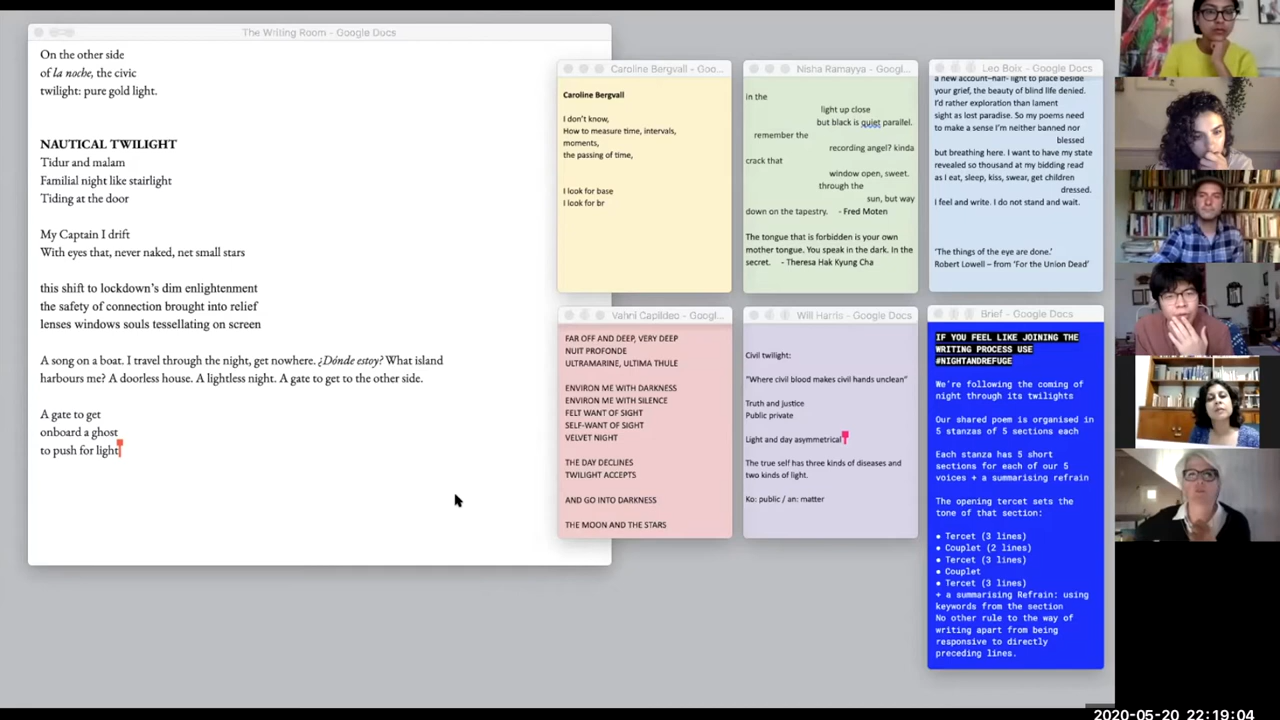 The Writing Room - Google Docs
On the other side
of la noche, the civic
twilight: pure gold light.
NAUTICAL TWILIGHT
Tidur and malam
Familial night like stairlight
Tiding at the door
My Captain I drift
With eyes that, never naked, net small stars
this shift to lockdown's dim enlightenment
the safety of connection brought into relief
lenses windows souls tessellating on screen
A song on a boat. I travel through the night, get nowhere. ¿Dónde estoy? What island
harbours me? A doorless house. A lightless night. A gate to get to the other side.
A gate to get
onboard a ghost
to push for light
Caroline Bergvall - Goo...
Caroline Bergvall
I don't know,
How to measure time, intervals,
moments,
the passing of time,
I look for base
I look for br
Nisha Ramayya - Googl...
in the
light up close
but black is quiet parallel.
remember the
recording angel? kinda
crack that
window open, sweet.
through the
sun, but way
down on the tapestry. - Fred Moten
The tongue that is forbidden is your own
mother tongue. You speak in the dark. In the
secret. - Theresa Hak Kyung Cha
Leo Boix - Google Docs
a new account–half- light to place beside
your grief, the beauty of blind life denied.
I'd rather exploration than lament
sight as lost paradise. So my poems need
to make a sense I'm neither banned nor
blessed
but breathing here. I want to have my state
revealed so thousand at my bidding read
as I eat, sleep, kiss, swear, get children
dressed.
I feel and write. I do not stand and wait.
'The things of the eye are done.'
Robert Lowell – from 'For the Union Dead'
Vahni Capildeo - Googl...
FAR OFF AND DEEP, VERY DEEP
NUIT PROFONDE
ULTRAMARINE, ULTIMA THULE
ENVIRON ME WITH DARKNESS
ENVIRON ME WITH SILENCE
FELT WANT OF SIGHT
SELF-WANT OF SIGHT
VELVET NIGHT
THE DAY DECLINES
TWILIGHT ACCEPTS
AND GO INTO DARKNESS
THE MOON AND THE STARS
Will Harris - Google Docs
Civil twilight:
"Where civil blood makes civil hands unclean"
Truth and justice
Public private
Light and day asymmetrical
The true self has three kinds of diseases and
two kinds of light.
Ko: public / an: matter
Brief - Google Docs
IF YOU FEEL LIKE JOINING THE
WRITING PROCESS USE
#NIGHTANDREFUGE
We're following the coming of
night through its twilights
Our shared poem is organised in
5 stanzas of 5 sections each
Each stanza has 5 short
sections for each of our 5
voices + a summarising refrain
The opening tercet sets the
tone of that section:
● Tercet (3 lines)
● Couplet (2 lines)
● Tercet (3 lines)
● Couplet
● Tercet (3 lines)
+ a summarising Refrain: using
keywords from the section
No other rule to the way of
writing apart from being
responsive to directly
preceding lines.
2020-05-20 22:19:04